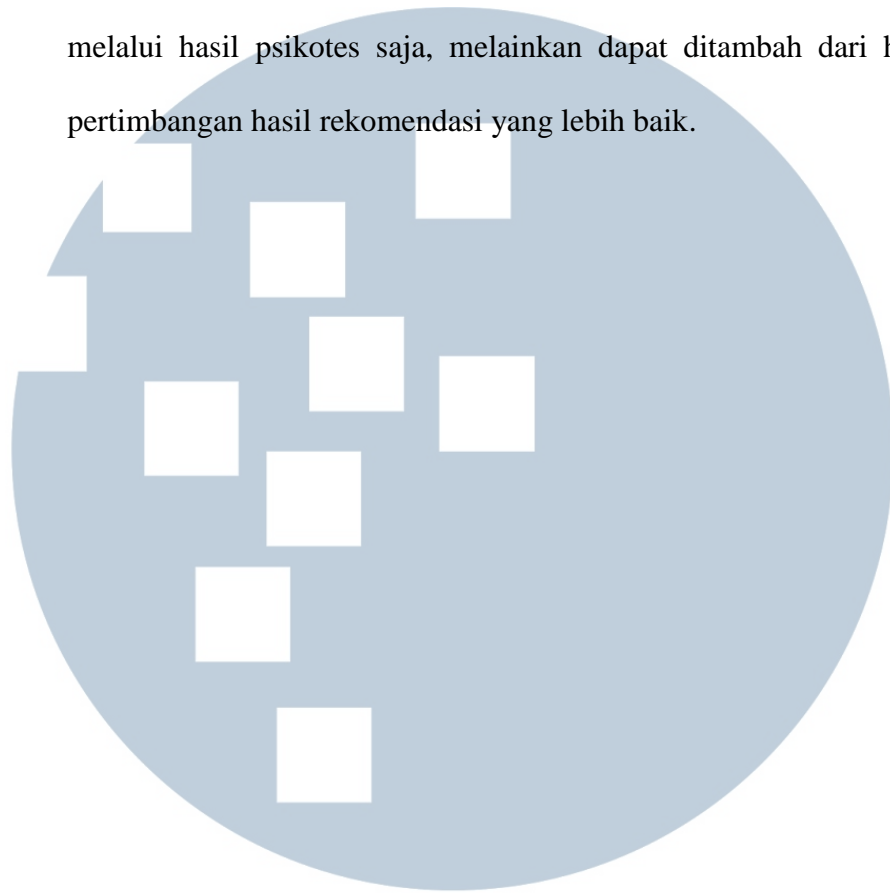 melalui hasil psikotes saja, melainkan dapat ditambah dari
pertimbangan hasil rekomendasi yang lebih baik.